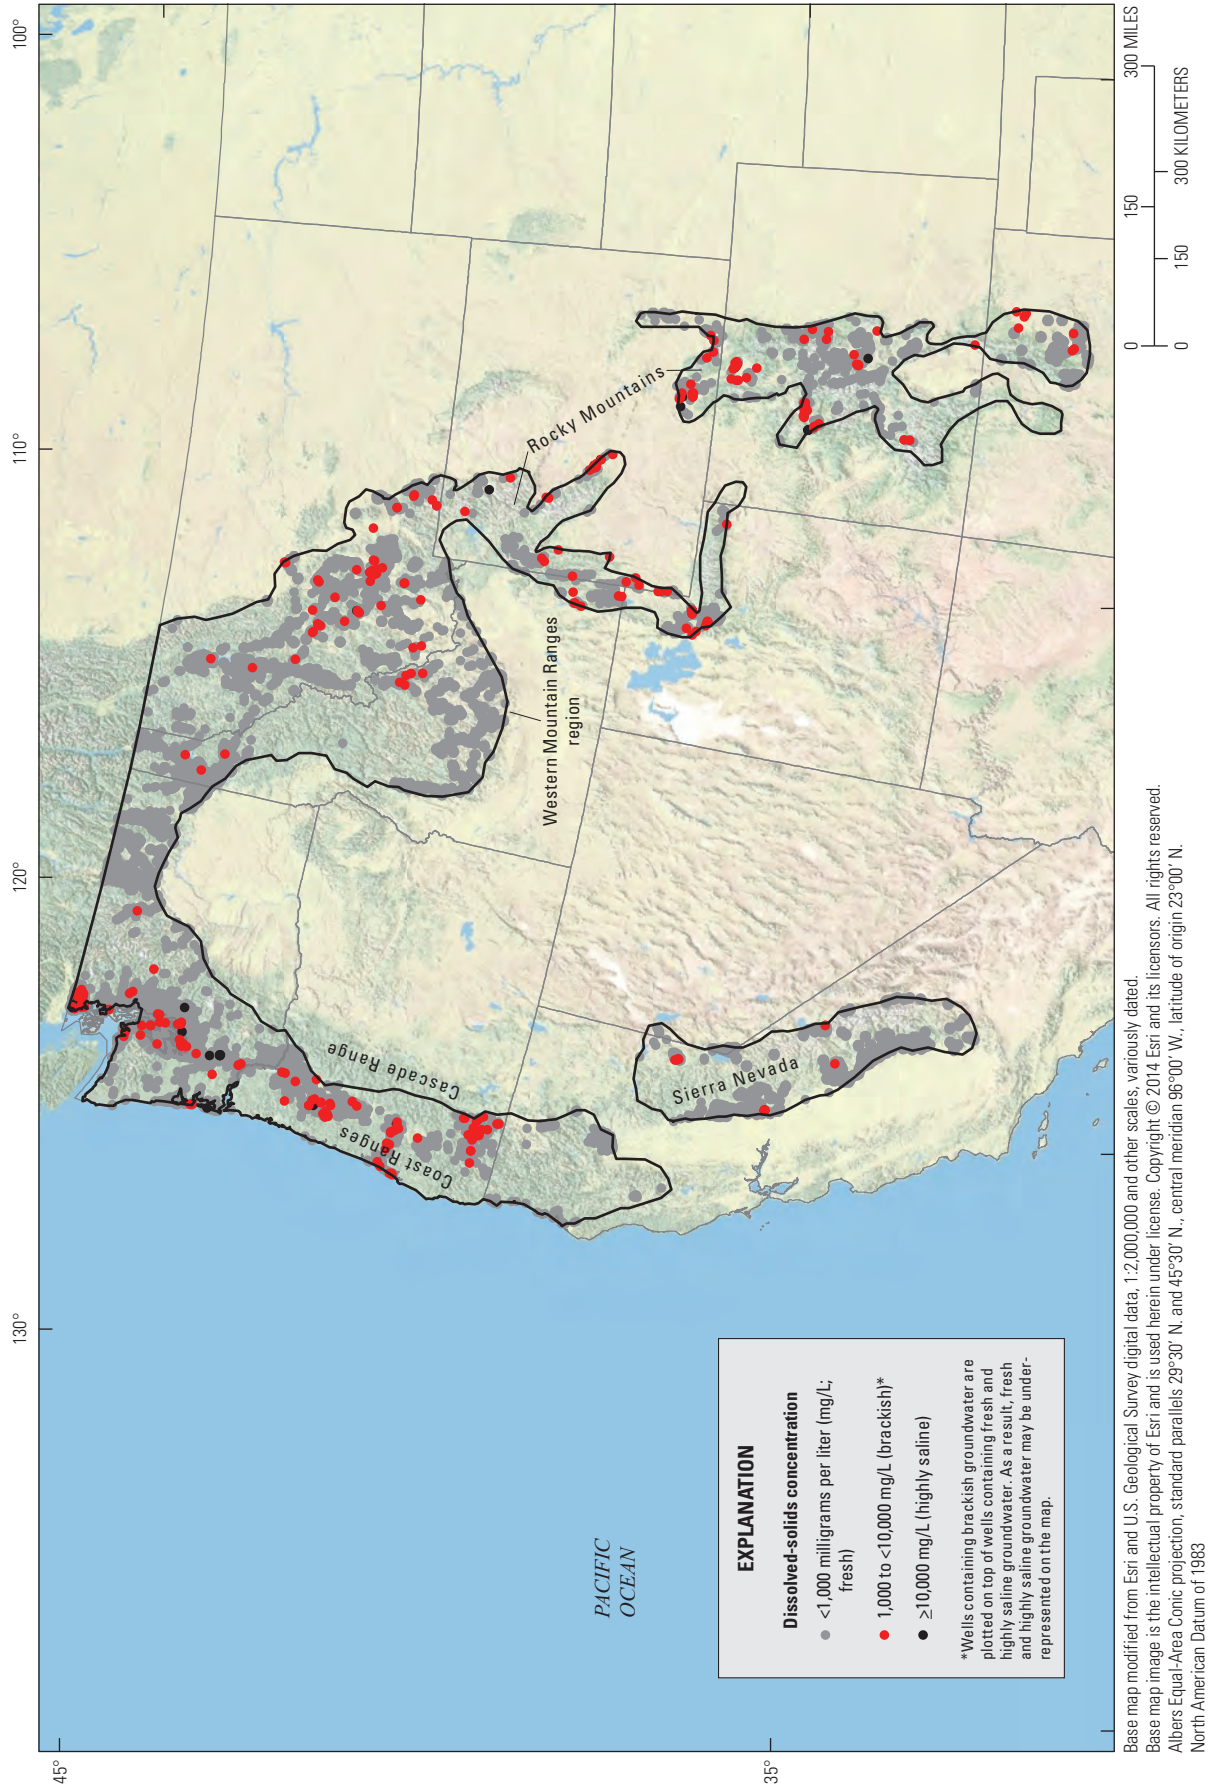 100°
110°
120°
130°
45°
35°
Rocky Mountains
Western Mountain Ranges
region
Cascade Range
Coast Ranges
Sierra Nevada
PACIFIC
OCEAN
EXPLANATION
Dissolved-solids concentration
<1,000 milligrams per liter (mg/L;
fresh)
1,000 to <10,000 mg/L (brackish)*
≥10,000 mg/L (highly saline)
*Wells containing brackish groundwater are
plotted on top of wells containing fresh and
highly saline groundwater. As a result, fresh
and highly saline groundwater may be under-
represented on the map.
0 150 300 MILES
0 150 300 KILOMETERS
Base map modified from Esri and U.S. Geological Survey digital data, 1:2,000,000 and other scales, variously dated.
Base map image is the intellectual property of Esri and is used herein under license. Copyright © 2014 Esri and its licensors. All rights reserved.
Albers Equal-Area Conic projection, standard parallels 29°30′ N. and 45°30′ N., central meridian 96°00′ W., latitude of origin 23°00′ N.
North American Datum of 1983